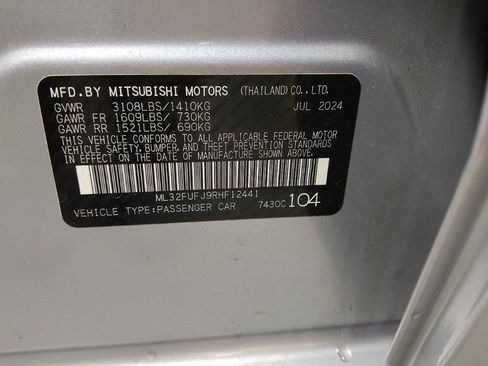 MFD.BY MITSUBISHI MOTORS (THAILAND) CO., LTD.
GVWR 3108LBS/1410KG JUL 2024
GAWR FR 1609LBS/ 730KG
GAWR RR 1521LBS/ 690KG
THIS VEHICLE CONFORMS TO ALL APPLICABLE FEDERAL MOTOR
VEHICLE SAFETY, BUMPER, AND THEFT PREVENTION STANDARDS
IN EFFECT ON THE DATE OF MANUFACTURE SHOWN ABOVE.
ML32FUFJ9RHF12441
VEHICLE TYPE:PASSENGER CAR 7430C 104